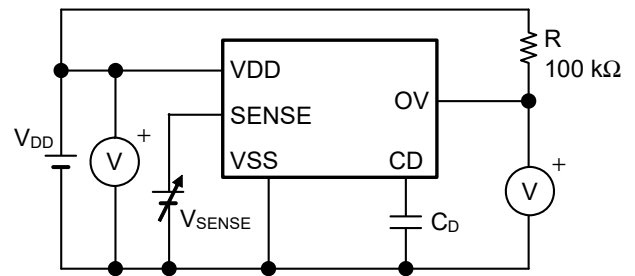 R
100 kΩ
VDD
OV
SENSE
VDD
+
V
VSS
CD
V
+
VSENSE
CD